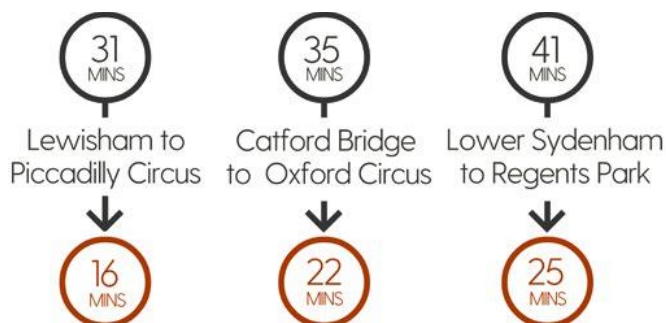 31
MINS
35
MINS
41
MINS
Lewisham to
Piccadilly Circus
Catford Bridge
to Oxford Circus
Lower Sydenham
to Regents Park
16
MINS
22
MINS
25
MINS